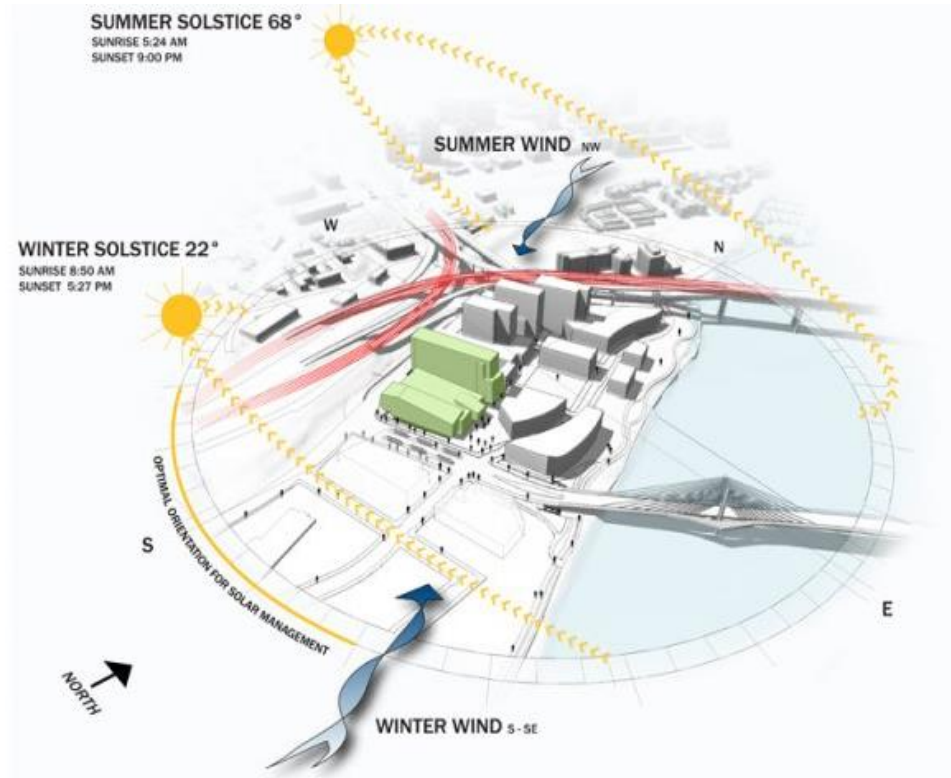 SUMMER SOLSTICE 68°
SUNRISE 5:24 AM
SUNSET 9:00 PM
SUMMER WIND NW
W
N
WINTER SOLSTICE 22°
SUNRISE 8:50 AM
SUNSET 5:27 PM
OPTIMAL ORIENTATION FOR SOLAR MANAGEMENT
S
E
NORTH
WINTER WIND S - SE